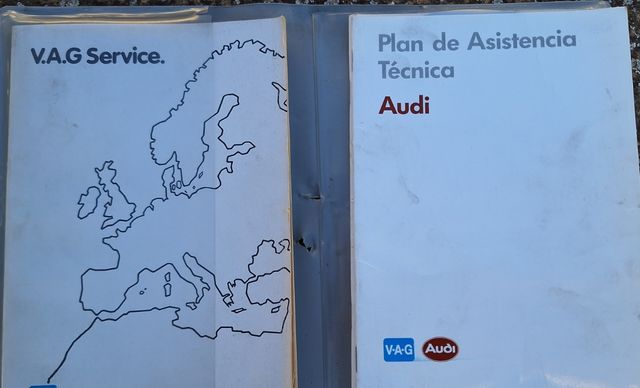 V.A.G Service.
Plan de Asistencia
Técnica
Audi
V·A·G
Audi